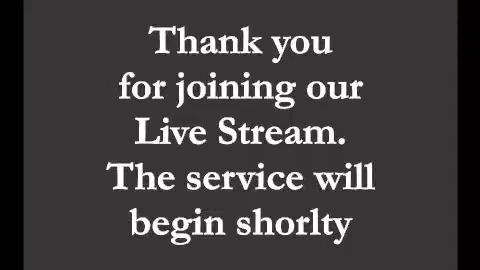 Thank you
for joining our
Live Stream.
The service will
begin shorlty